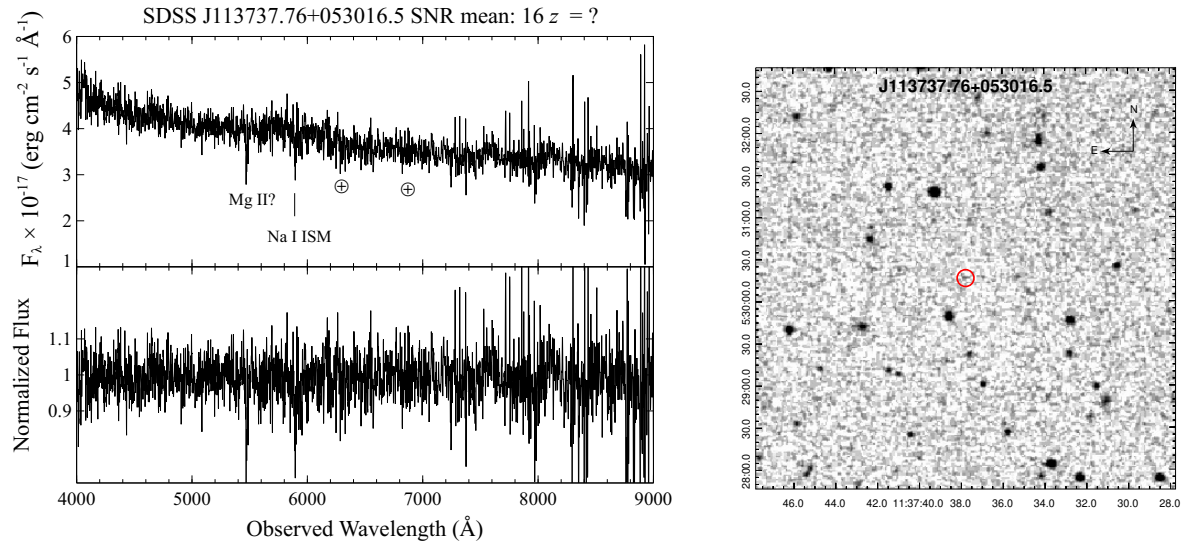 SDSS J113737.76+053016.5 SNR mean: 16 z = ?
6
5
4
3
2
1
F_λ × 10^-17 (erg cm^-2 s^-1 Å^-1)
Mg II?
Na I ISM
⊕ ⊕
1.1
1
0.9
Normalized Flux
4000 5000 6000 7000 8000 9000
Observed Wavelength (Å)
J113737.76+053016.5
N
E
30.0
32:00.0
30.0
31:00.0
30.0
5:30:00.0
30.0
29:00.0
30.0
28:00.0
46.0 44.0 42.0 11:37:40.0 38.0 36.0 34.0 32.0 30.0 28.0